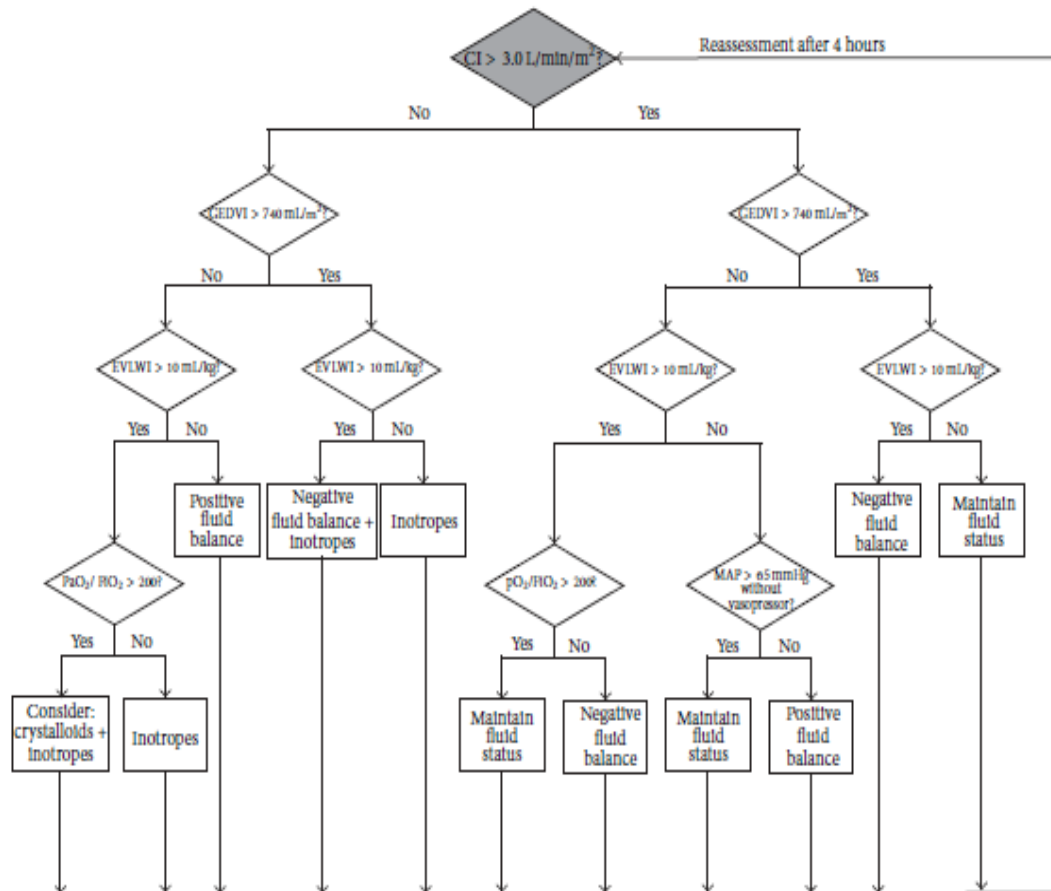 CI > 3.0 L/min/m²?
Reassessment after 4 hours
No
Yes
GEDVI > 740 mL/m²?
GEDVI > 740 mL/m²?
No
Yes
No
Yes
EVLWI > 10 mL/kg?
EVLWI > 10 mL/kg?
EVLWI > 10 mL/kg?
EVLWI > 10 mL/kg?
Yes
No
Yes
No
Yes
No
Yes
No
Positive
fluid
balance
Negative
fluid balance +
inotropes
Inotropes
Negative
fluid
balance
Maintain
fluid
status
PaO₂/ FiO₂ > 200?
pO₂/FiO₂ > 200?
MAP > 65 mmHg
without
vasopressor?
Yes
No
Yes
No
Yes
No
Consider:
crystalloids +
inotropes
Inotropes
Maintain
fluid
status
Negative
fluid
balance
Maintain
fluid
status
Positive
fluid
balance